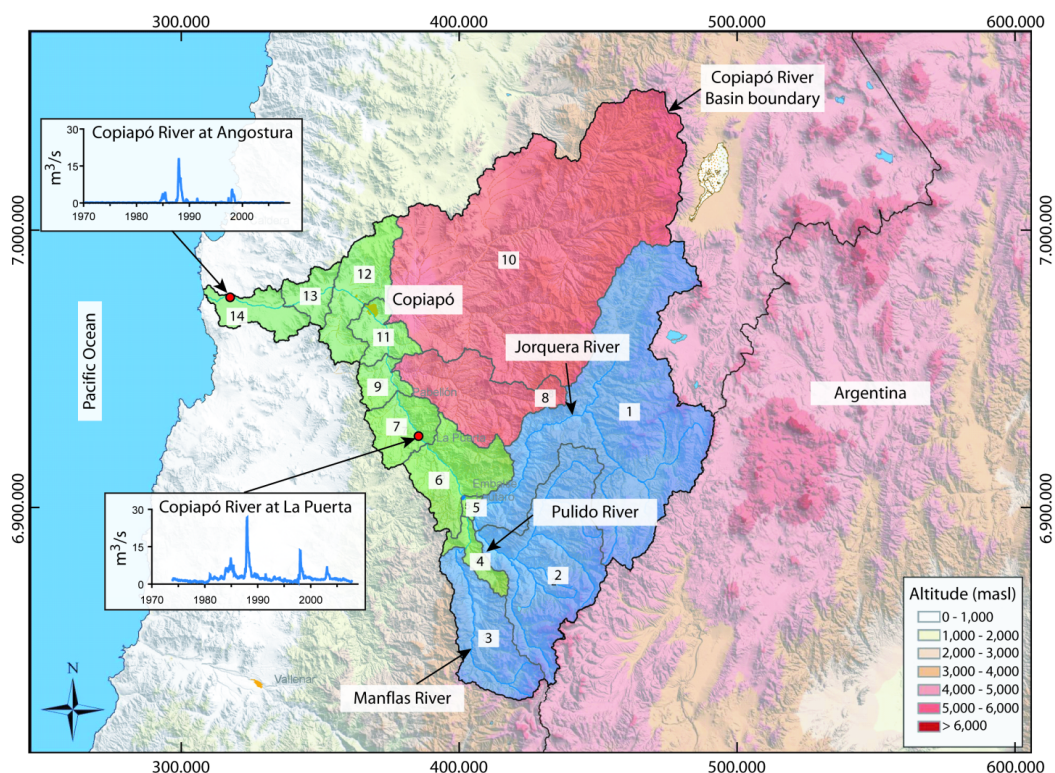 300.000
400.000
500.000
600.000
Copiapó River
Basin boundary
30
Copiapó River at Angostura
15
m³/s
0
1970
1980
1990
2000
7.000.000
7.000.000
10
12
13
Copiapó
14
11
Jorquera River
Pacific Ocean
9
8
1
Argentina
7
La Puerta
6
6.900.000
6.900.000
5
Pulido River
30
Copiapó River at La Puerta
15
m³/s
0
1970
1980
1990
2000
4
2
3
Manflas River
Vallenar
N
Altitude (masl)
0 - 1,000
1,000 - 2,000
2,000 - 3,000
3,000 - 4,000
4,000 - 5,000
5,000 - 6,000
> 6,000
300.000
400.000
500.000
600.000